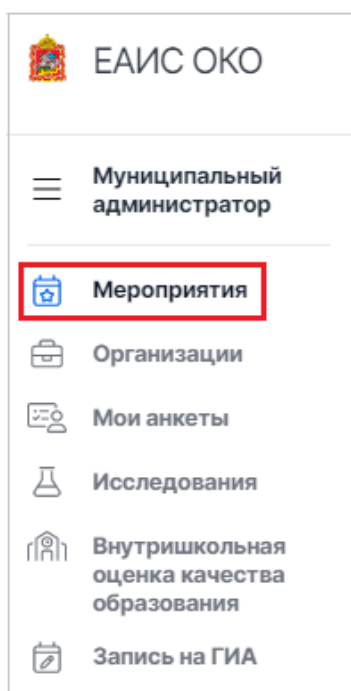 ЕАИС ОКО
Муниципальный
администратор
Мероприятия
Организации
Мои анкеты
Исследования
Внутришкольная
оценка качества
образования
Запись на ГИА